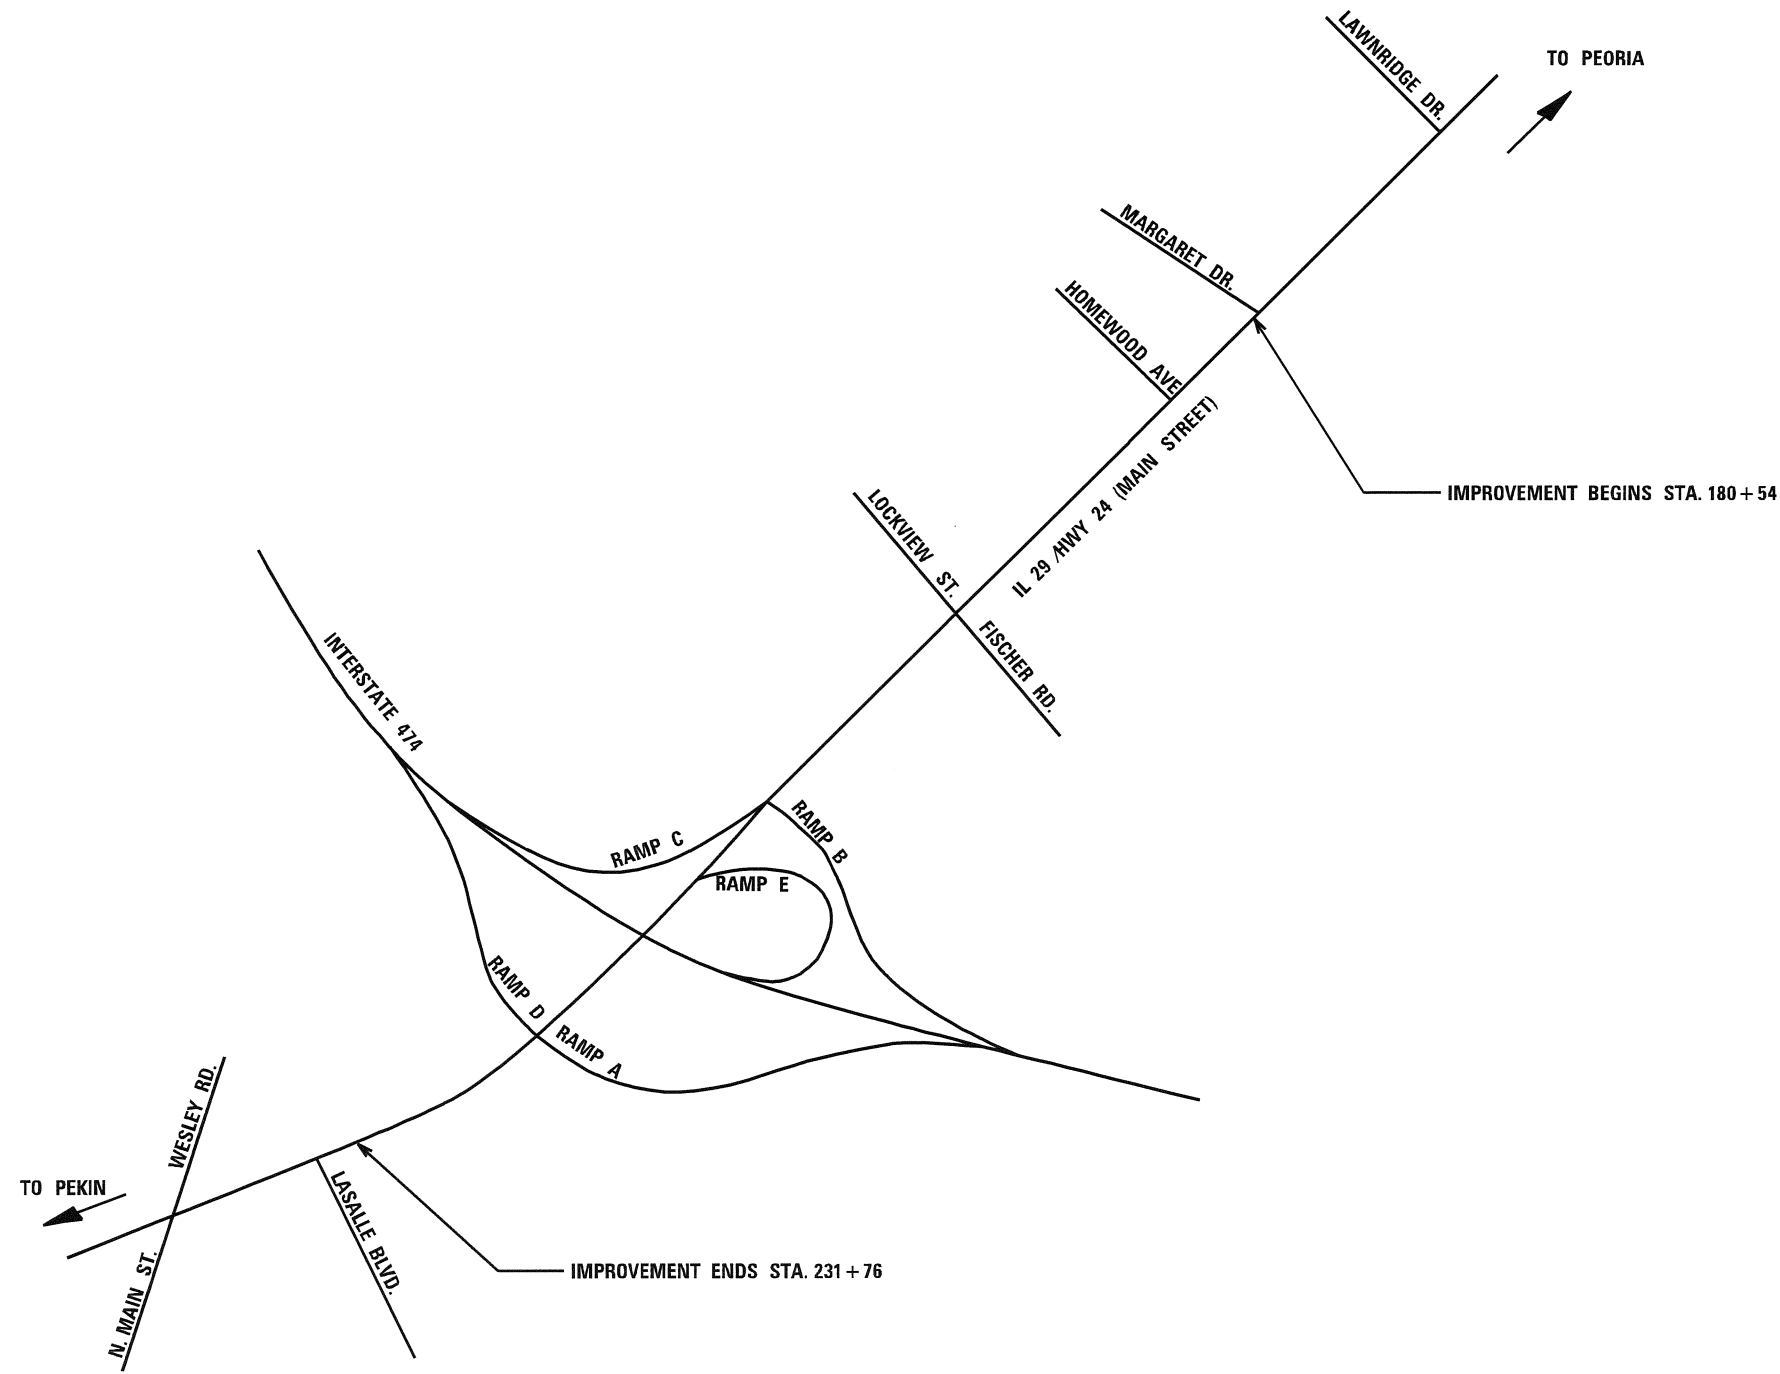 LAWNRIDGE DR.
TO PEORIA
MARGARET DR.
HOMEWOOD AVE
IL 29 /HWY 24 (MAIN STREET)
IMPROVEMENT BEGINS STA. 180+54
LOCKVIEW ST.
FISCHER RD.
INTERSTATE 474
RAMP C
RAMP B
RAMP E
RAMP D
RAMP A
WESLEY RD.
TO PEKIN
LASALLE BLVD.
N. MAIN ST.
IMPROVEMENT ENDS STA. 231+76